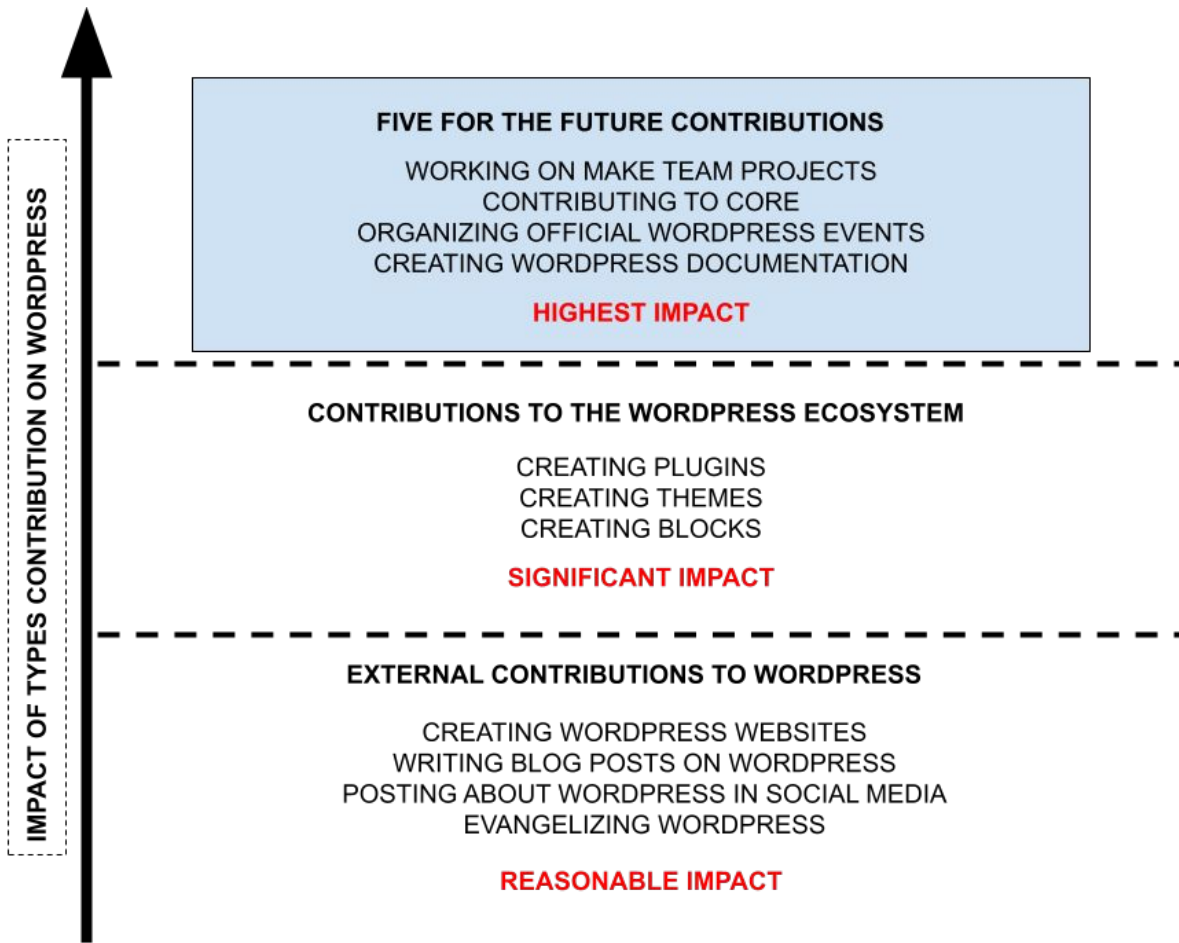 IMPACT OF TYPES CONTRIBUTION ON WORDPRESS
FIVE FOR THE FUTURE CONTRIBUTIONS
WORKING ON MAKE TEAM PROJECTS
CONTRIBUTING TO CORE
ORGANIZING OFFICIAL WORDPRESS EVENTS
CREATING WORDPRESS DOCUMENTATION
HIGHEST IMPACT
CONTRIBUTIONS TO THE WORDPRESS ECOSYSTEM
CREATING PLUGINS
CREATING THEMES
CREATING BLOCKS
SIGNIFICANT IMPACT
EXTERNAL CONTRIBUTIONS TO WORDPRESS
CREATING WORDPRESS WEBSITES
WRITING BLOG POSTS ON WORDPRESS
POSTING ABOUT WORDPRESS IN SOCIAL MEDIA
EVANGELIZING WORDPRESS
REASONABLE IMPACT